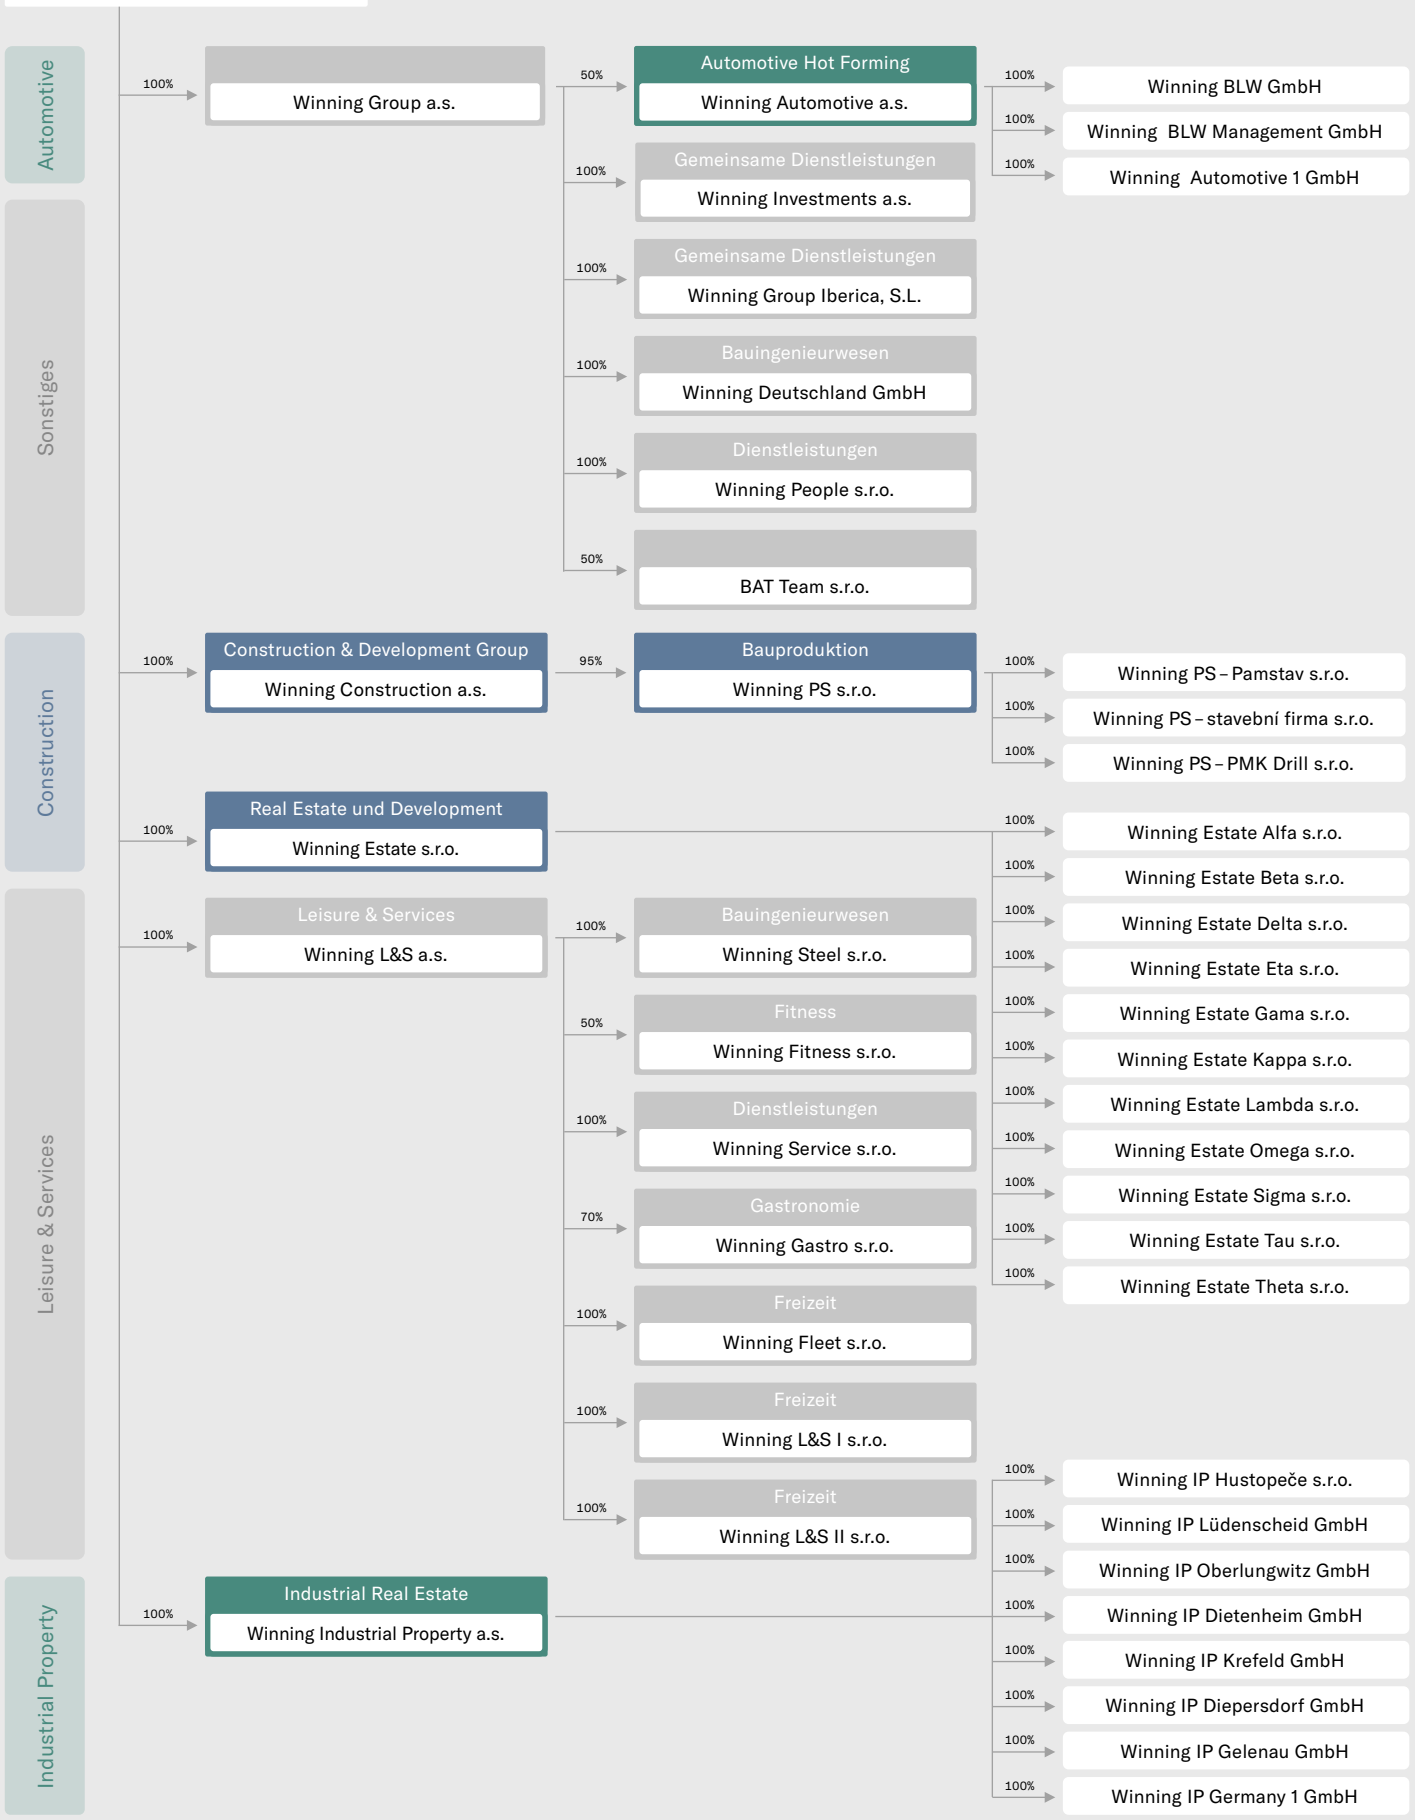 Automotive
100%
Winning Group a.s.
50%
Automotive Hot Forming
Winning Automotive a.s.
100%
Winning BLW GmbH
100%
Winning BLW Management GmbH
100%
Winning Automotive 1 GmbH
Sonstiges
100%
Gemeinsame Dienstleistungen
Winning Investments a.s.
100%
Gemeinsame Dienstleistungen
Winning Group Iberica, S.L.
100%
Bauingenieurwesen
Winning Deutschland GmbH
100%
Dienstleistungen
Winning People s.r.o.
50%
BAT Team s.r.o.
Construction
100%
Construction & Development Group
Winning Construction a.s.
95%
Bauproduktion
Winning PS s.r.o.
100%
Winning PS – Pamstav s.r.o.
100%
Winning PS – stavební firma s.r.o.
100%
Winning PS – PMK Drill s.r.o.
100%
Real Estate und Development
Winning Estate s.r.o.
100%
Winning Estate Alfa s.r.o.
100%
Winning Estate Beta s.r.o.
100%
Winning Estate Delta s.r.o.
100%
Winning Estate Eta s.r.o.
100%
Winning Estate Gama s.r.o.
100%
Winning Estate Kappa s.r.o.
100%
Winning Estate Lambda s.r.o.
100%
Winning Estate Omega s.r.o.
100%
Winning Estate Sigma s.r.o.
100%
Winning Estate Tau s.r.o.
100%
Winning Estate Theta s.r.o.
Leisure & Services
100%
Leisure & Services
Winning L&S a.s.
100%
Bauingenieurwesen
Winning Steel s.r.o.
50%
Fitness
Winning Fitness s.r.o.
100%
Dienstleistungen
Winning Service s.r.o.
70%
Gastronomie
Winning Gastro s.r.o.
100%
Freizeit
Winning Fleet s.r.o.
100%
Freizeit
Winning L&S I s.r.o.
100%
Freizeit
Winning L&S II s.r.o.
Industrial Property
100%
Industrial Real Estate
Winning Industrial Property a.s.
100%
Winning IP Hustopeče s.r.o.
100%
Winning IP Lüdenscheid GmbH
100%
Winning IP Oberlungwitz GmbH
100%
Winning IP Dietenheim GmbH
100%
Winning IP Krefeld GmbH
100%
Winning IP Diepersdorf GmbH
100%
Winning IP Gelenau GmbH
100%
Winning IP Germany 1 GmbH